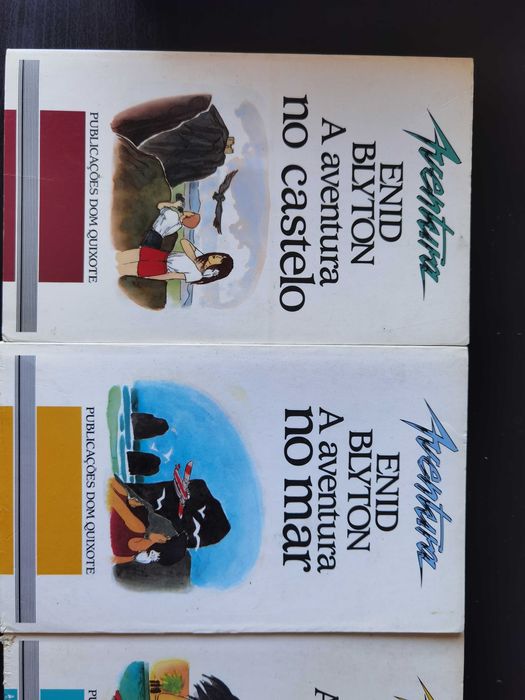 Aventura
ENID
BLYTON
A aventura
no castelo
PUBLICAÇÕES DOM QUIXOTE
Aventura
ENID
BLYTON
A aventura
no mar
PUBLICAÇÕES DOM QUIXOTE